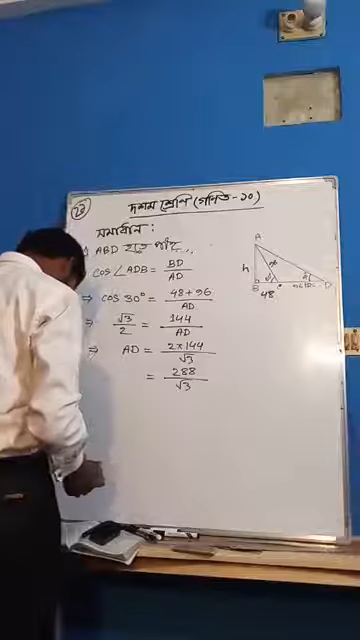 দশম শ্রেণি (গণিত - ১০)
সমাধান :
ABD হতে পাই,
cos ∠ADB = BD / AD
⇒ cos 30° = 48 + 96 / AD
⇒ √3 / 2 = 144 / AD
⇒ AD = 2 × 144 / √3
= 288 / √3
A
h
B
48
D